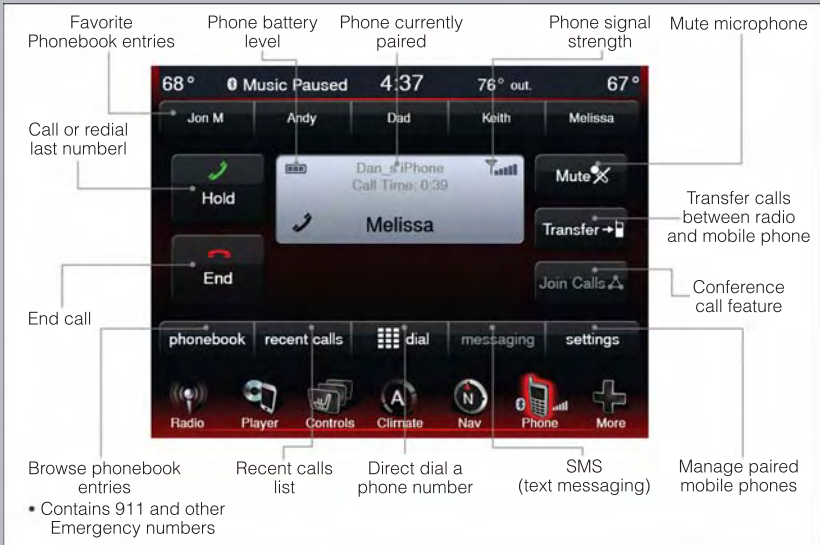 Favorite
Phonebook entries
Phone battery
level
Phone currently
paired
Phone signal
strength
Mute microphone
68° Music Paused 4:37 76° out. 67°
Jon M Andy Dad Keith Melissa
Call or redial
last numberl
Hold
Dan_s iPhone
Call Time: 0:39
Melissa
Mute
Transfer
Transfer calls
between radio
and mobile phone
End
Join Calls
Conference
call feature
End call
phonebook recent calls dial messaging settings
A N
Radio Player Controls Climate Nav Phone More
Browse phonebook
entries
• Contains 911 and other
Emergency numbers
Recent calls
list
Direct dial a
phone number
SMS
(text messaging)
Manage paired
mobile phones